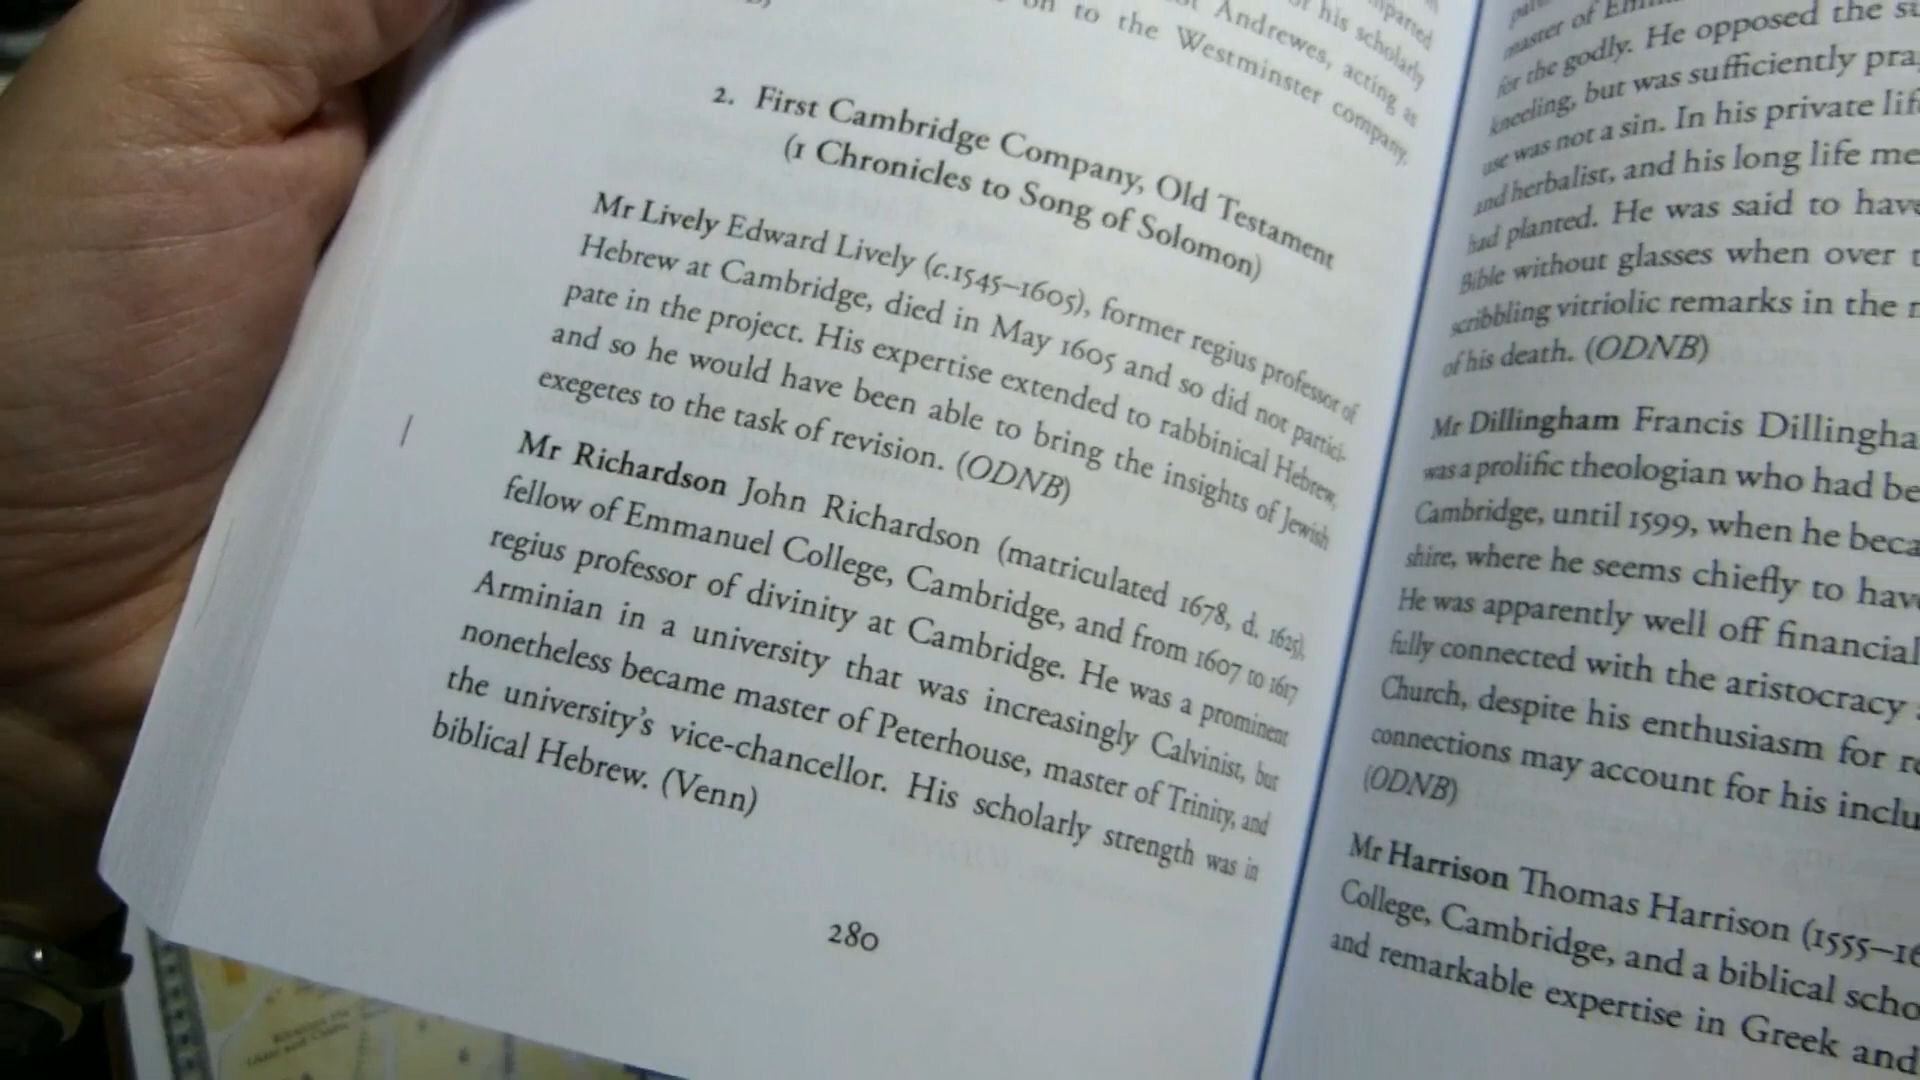 his scholarly
Andrewes, acting as
on to the Westminster company.
2. First Cambridge Company, Old Testament
(1 Chronicles to Song of Solomon)
Mr Lively Edward Lively (c.1545–1605), former regius professor of
Hebrew at Cambridge, died in May 1605 and so did not partici-
pate in the project. His expertise extended to rabbinical Hebrew,
and so he would have been able to bring the insights of Jewish
exegetes to the task of revision. (ODNB)
Mr Richardson John Richardson (matriculated 1678, d. 1625),
fellow of Emmanuel College, Cambridge, and from 1607 to 1617
regius professor of divinity at Cambridge. He was a prominent
Arminian in a university that was increasingly Calvinist, but
nonetheless became master of Peterhouse, master of Trinity, and
the university's vice-chancellor. His scholarly strength was in
biblical Hebrew. (Venn)
280
master of
for the godly. He opposed the
kneeling, but was sufficiently
use was not a sin. In his private
and herbalist, and his long life
had planted. He was said to
Bible without glasses when over
scribbling vitriolic remarks in the
of his death. (ODNB)
Mr Dillingham Francis
was a prolific theologian who had
Cambridge, until 1599, when he
shire, where he seems chiefly to
He was apparently well off
fully connected with the aristocracy
Church, despite his enthusiasm for
connections may account for his
(ODNB)
Mr Harrison Thomas Harrison (1555–
College, Cambridge, and a biblical
and remarkable expertise in Greek and